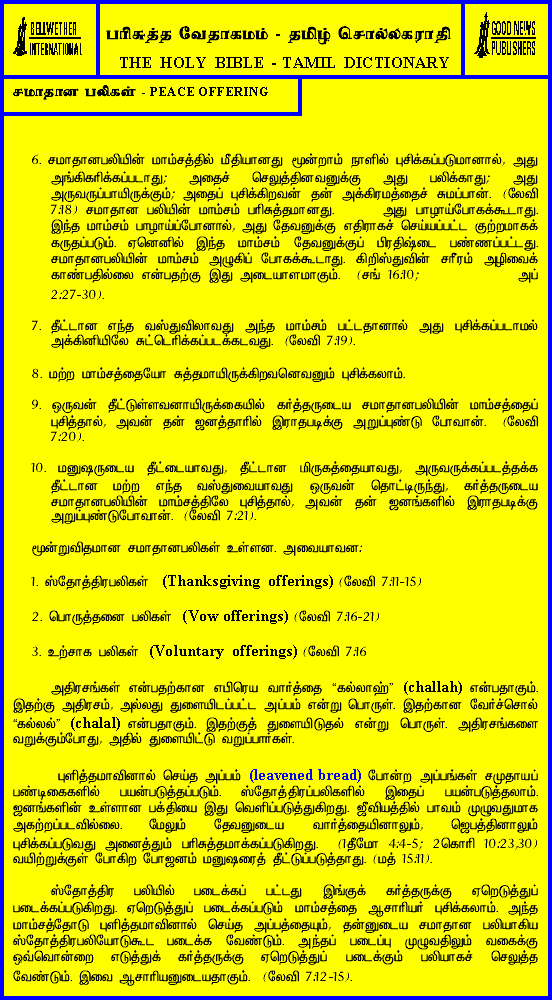 BELLWETHER
INTERNATIONAL
பரிசுத்த வேதாகமம் - தமிழ் சொல்லகராதி
THE HOLY BIBLE - TAMIL DICTIONARY
GOOD NEWS
PUBLISHERS
சமாதான பலிகள் - PEACE OFFERING
6. சமாதானபலியின் மாம்சத்தில் மீதியானது மூன்றாம் நாளில் புசிக்கப்படுமானால், அது
அங்கிகரிக்கப்படாது; அதைச் செலுத்தினவனுக்கு அது பலிக்காது; அது
அருவருப்பாயிருக்கும்; அதைப் புசிக்கிறவன் தன் அக்கிரமத்தைச் சுமப்பான். (லேவி
7:18) சமாதான பலியின் மாம்சம் பரிசுத்தமானது. அது பாழாய்போகக்கூடாது.
இந்த மாம்சம் பாழாய்ப்போனால், அது தேவனுக்கு எதிராகச் செய்யப்பட்ட குற்றமாகக்
கருதப்படும். ஏனெனில் இந்த மாம்சம் தேவனுக்குப் பிரதிஷ்டை பண்ணப்பட்டது.
சமாதானபலியின் மாம்சம் அழுகிப் போகக்கூடாது. கிறிஸ்துவின் சரீரம் அழிவைக்
காண்பதில்லை என்பதற்கு இது அடையாளமாகும். (சங் 16:10; அப்
2:27-30).
7. தீட்டான எந்த வஸ்துவிலாவது அந்த மாம்சம் பட்டதானால் அது புசிக்கப்படாமல்
அக்கினியிலே சுட்டெரிக்கப்படக்கடவது. (லேவி 7:19).
8. மற்ற மாம்சத்தையோ சுத்தமாயிருக்கிறவனெவனும் புசிக்கலாம்.
9. ஒருவன் தீட்டுள்ளவனாயிருக்கையில் கர்த்தருடைய சமாதானபலியின் மாம்சத்தைப்
புசித்தால், அவன் தன் ஜனத்தாரில் இராதபடிக்கு அறுப்புண்டு போவான். (லேவி
7:20).
10. மனுஷருடைய தீட்டையாவது, தீட்டான மிருகத்தையாவது, அருவருக்கப்படத்தக்க
தீட்டான மற்ற எந்த வஸ்துவையாவது ஒருவன் தொட்டிருந்து, கர்த்தருடைய
சமாதானபலியின் மாம்சத்திலே புசித்தால், அவன் தன் ஜனங்களில் இராதபடிக்கு
அறுப்புண்டுபோவான். (லேவி 7:21).
மூன்றுவிதமான சமாதானபலிகள் உள்ளன. அவையாவன:
1. ஸ்தோத்திரபலிகள் (Thanksgiving offerings) (லேவி 7:11-15)
2. பொருத்தனை பலிகள் (Vow offerings) (லேவி 7:16-21)
3. உற்சாக பலிகள் (Voluntary offerings) (லேவி 7:16
அதிரசங்கள் என்பதற்கான எபிரெய வார்த்தை “கல்லாஹ்” (challah) என்பதாகும்.
இதற்கு அதிரசம், அல்லது துளையிடப்பட்ட அப்பம் என்று பொருள். இதற்கான வேர்ச்சொல்
“கல்லல்” (chalal) என்பதாகும். இதற்குத் துளையிடுதல் என்று பொருள். அதிரசங்களை
வறுக்கும்போது, அதில் துளையிட்டு வறுப்பார்கள்.
புளித்தமாவினால் செய்த அப்பம் (leavened bread) போன்ற அப்பங்கள் சமுதாயப்
பண்டிகைகளில் பயன்படுத்தப்படும். ஸ்தோத்திரப்பலிகளில் இதைப் பயன்படுத்தலாம்.
ஜனங்களின் உள்ளான பக்தியை இது வெளிப்படுத்துகிறது. ஜீவியத்தில் பாவம் முழுவதுமாக
அகற்றப்படவில்லை. மேலும் தேவனுடைய வார்த்தையினாலும், ஜெபத்தினாலும்
புசிக்கப்படுவது அனைத்தும் பரிசுத்தமாக்கப்படுகிறது. (1தீமோ 4:4-5; 2கொரி 10:23,30)
வயிற்றுக்குள் போகிற போஜனம் மனுஷரைத் தீட்டுப்படுத்தாது. (மத் 15:11).
ஸ்தோத்திர பலியில் படைக்கப் பட்டது இங்குக் கர்த்தருக்கு ஏறெடுத்துப்
படைக்கப்படுகிறது. ஏறெடுத்துப் படைக்கப்படும் மாம்சத்தை ஆசாரியர் புசிக்கலாம். அந்த
மாம்சத்தோடு புளித்தமாவினால் செய்த அப்பத்தையும், தன்னுடைய சமாதான பலியாகிய
ஸ்தோத்திரபலியோடுகூட படைக்க வேண்டும். அந்தப் படைப்பு முழுவதிலும் வகைக்கு
ஒவ்வொன்றை எடுத்துக் கர்த்தருக்கு ஏறெடுத்துப் படைக்கும் பலியாகச் செலுத்த
வேண்டும். இவை ஆசாரியனுடையதாகும். (லேவி 7:12-15).